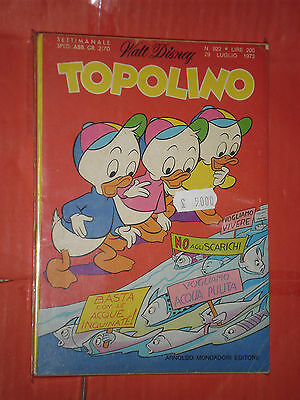 SETTIMANALE
SPED. ABB. GR. 2/70
Walt Disney
N. 922 • LIRE 200
29 LUGLIO 1973
TOPOLINO
£ 5000
VOGLIAMO
VIVERE
NO AGLI SCARICHI
VOGLIAMO
ACQUA PULITA
BASTA
CON LE
ACQUE
INQUINATE!
ARNOLDO MONDADORI EDITORE